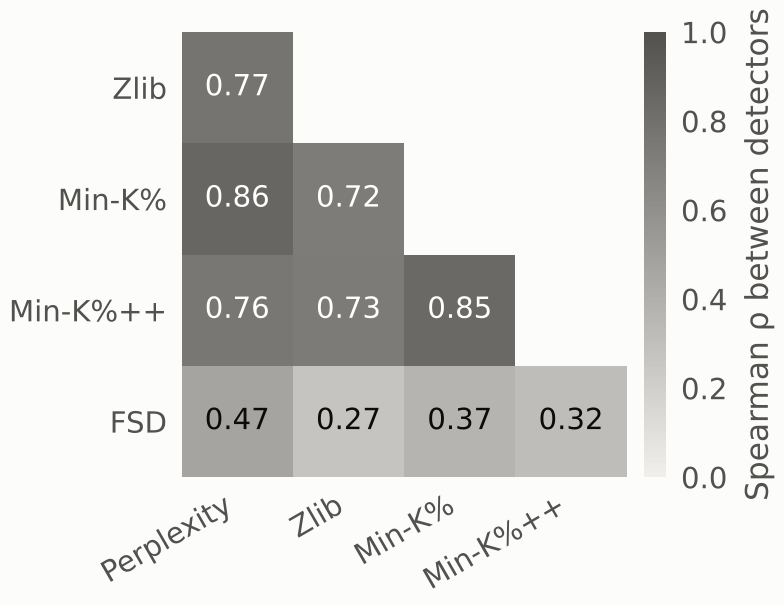 Zlib 0.77
Min-K% 0.86 0.72
Min-K%++ 0.76 0.73 0.85
FSD 0.47 0.27 0.37 0.32
Perplexity Zlib Min-K% Min-K%++
1.0
0.8
0.6
0.4
0.2
0.0
Spearman ρ between detectors